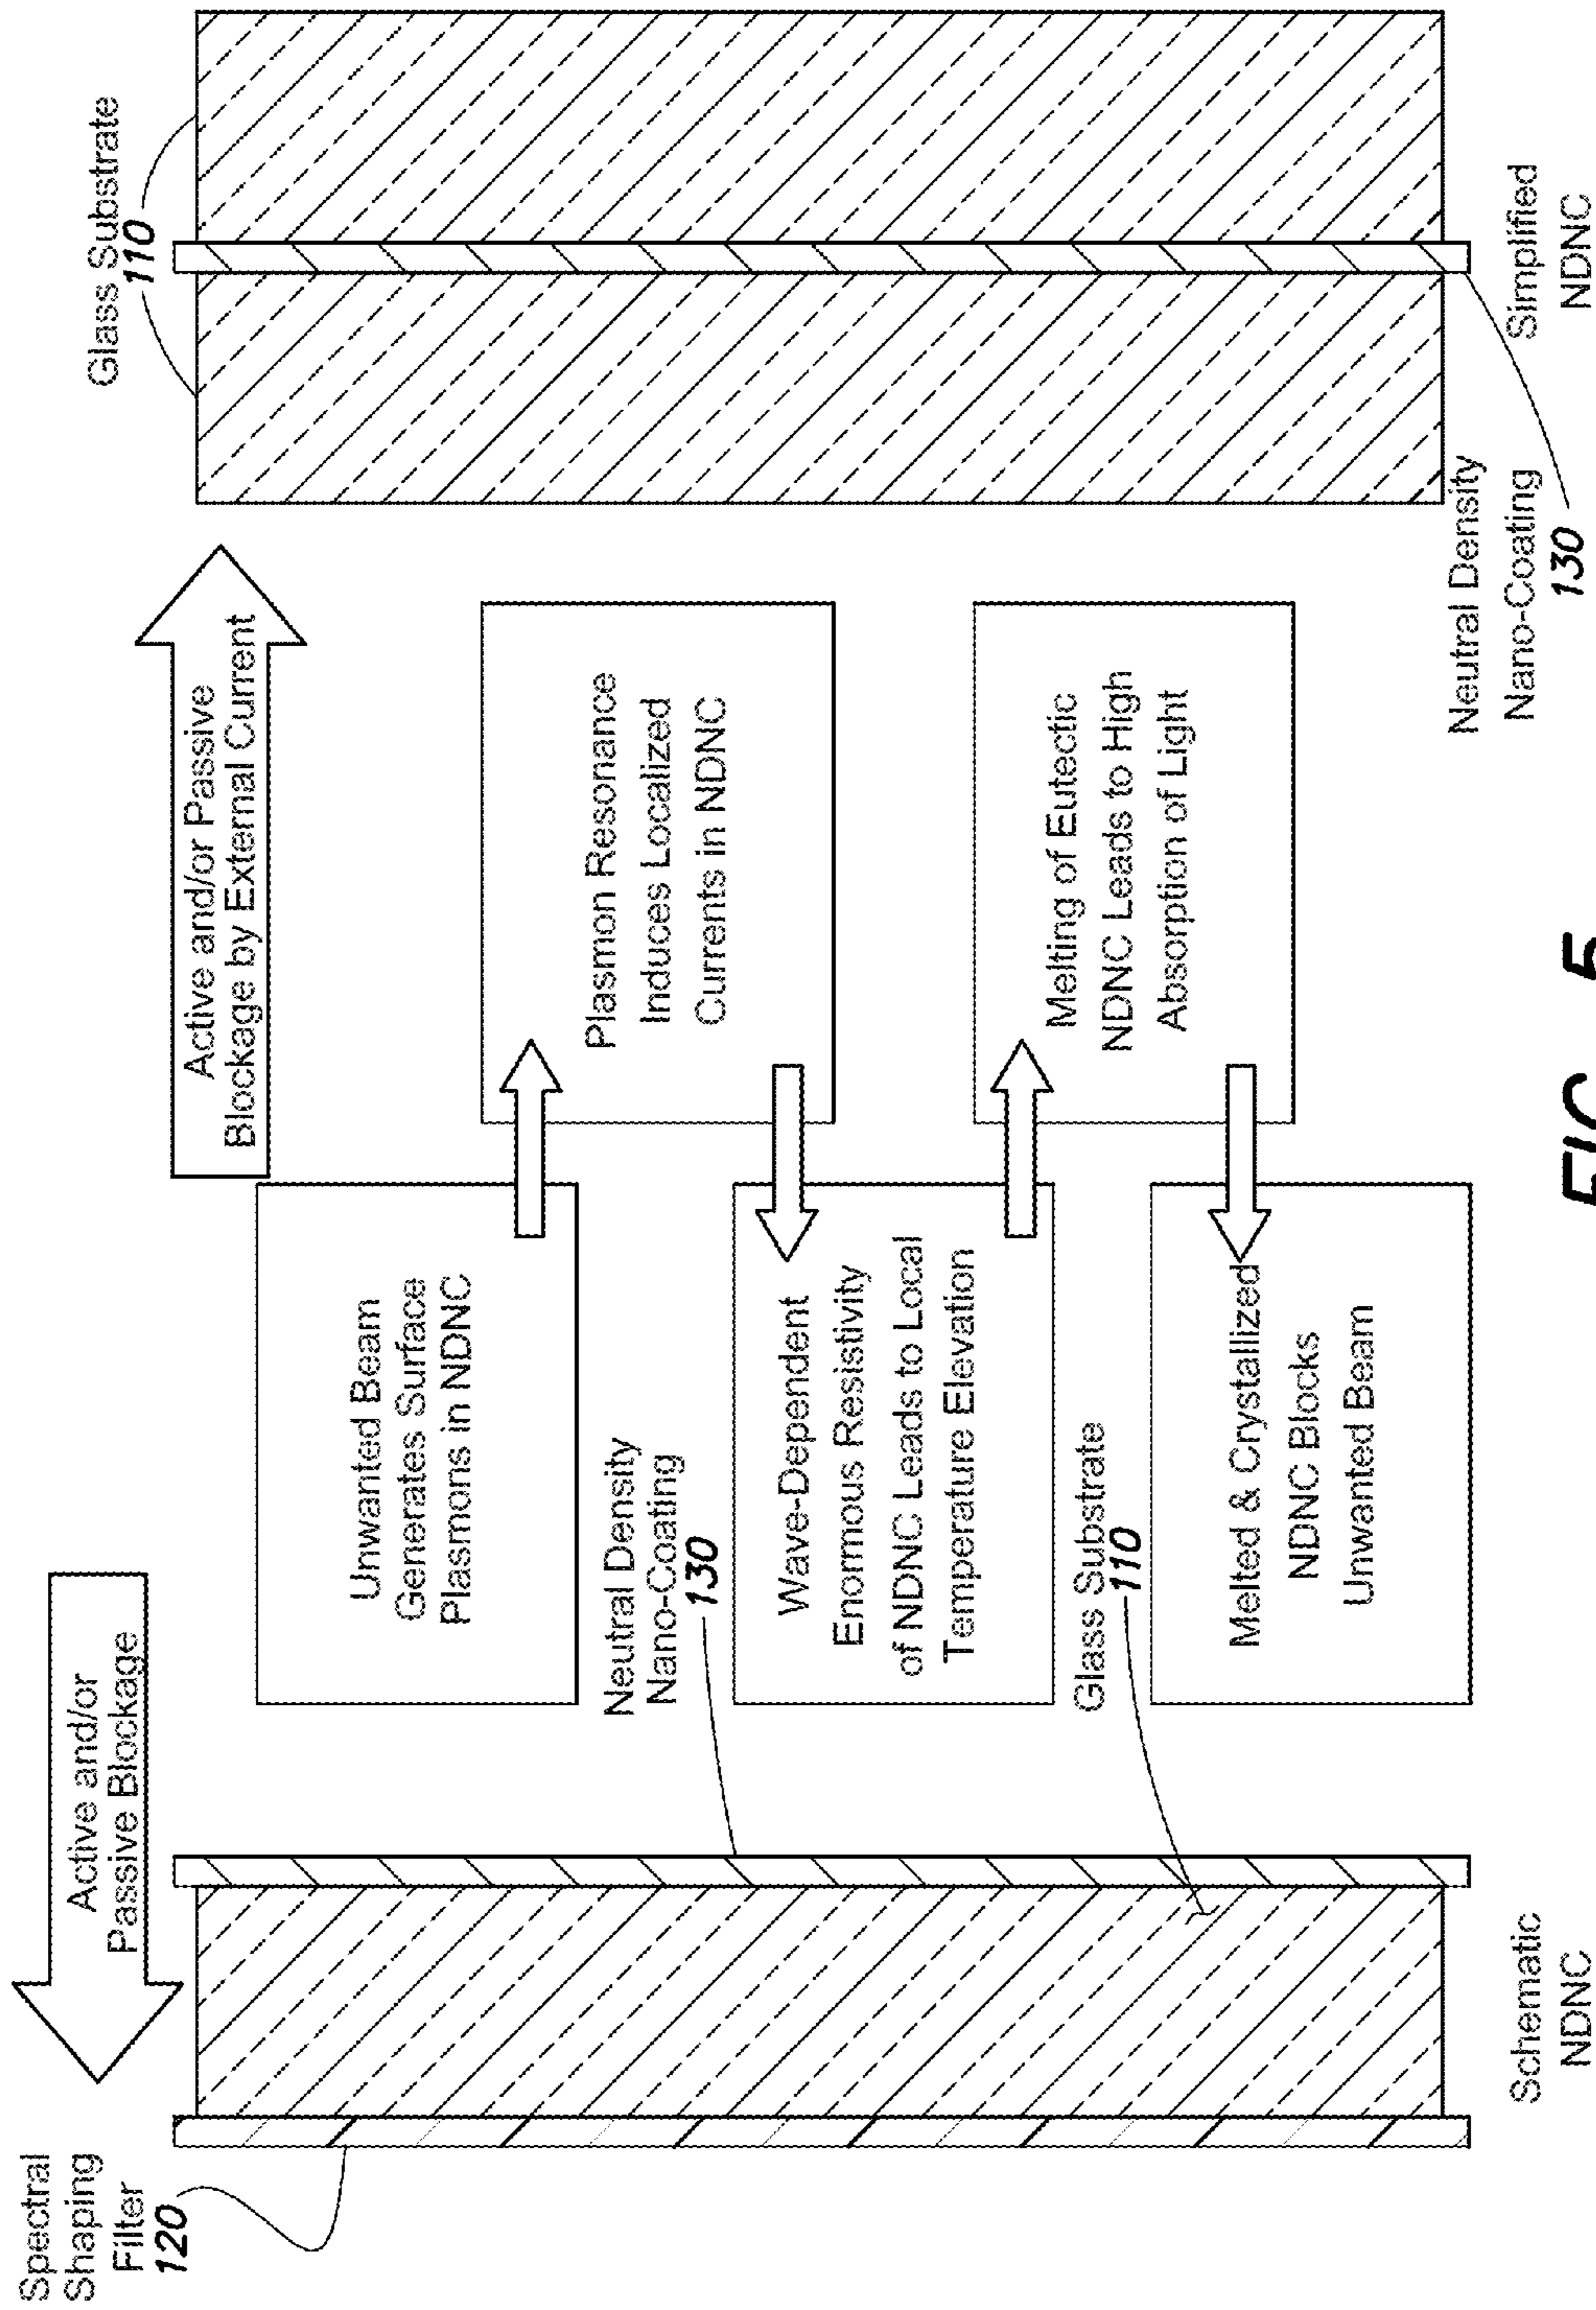 Spectral
Shaping
Filter
120
Active and/or
Passive Blockage
Active and/or Passive
Blockage by External Current
Glass Substrate
110
Unwanted Beam
Generates Surface
Plasmons in NDNC
Plasmon Resonance
Induces Localized
Currents in NDNC
Neutral Density
Nano-Coating
130
Wave-Dependent
Enormous Resistivity
of NDNC Leads to Local
Temperature Elevation
Melting of Eutectic
NDNC Leads to High
Absorption of Light
Glass Substrate
110
Melted & Crystallized
NDNC Blocks
Unwanted Beam
Neutral Density
Nano-Coating
130
Schematic
NDNC
Simplified
NDNC
FIG. 5